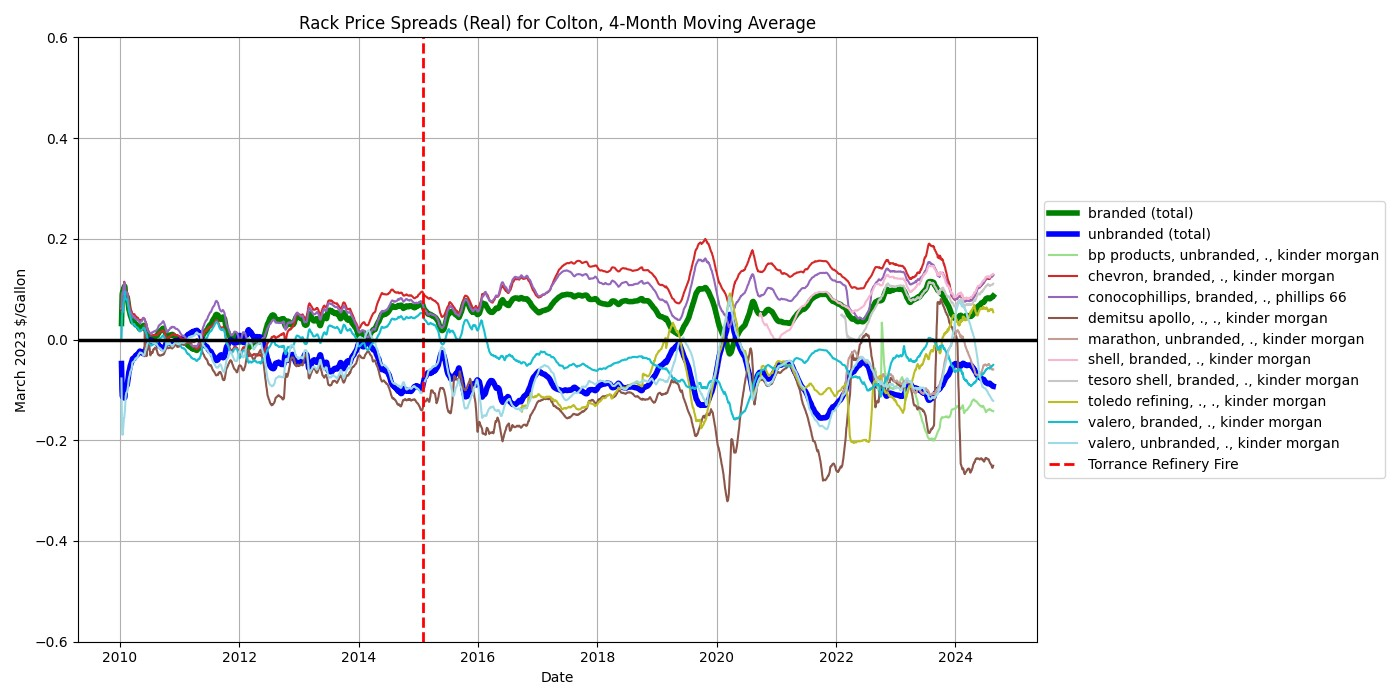 Rack Price Spreads (Real) for Colton, 4-Month Moving Average
March 2023 $/Gallon
0.6
0.4
0.2
0.0
−0.2
−0.4
−0.6
2010 2012 2014 2016 2018 2020 2022 2024
Date
branded (total)
unbranded (total)
bp products, unbranded, ., kinder morgan
chevron, branded, ., kinder morgan
conocophillips, branded, ., phillips 66
demitsu apollo, ., ., kinder morgan
marathon, unbranded, ., kinder morgan
shell, branded, ., kinder morgan
tesoro shell, branded, ., kinder morgan
toledo refining, ., ., kinder morgan
valero, branded, ., kinder morgan
valero, unbranded, ., kinder morgan
Torrance Refinery Fire